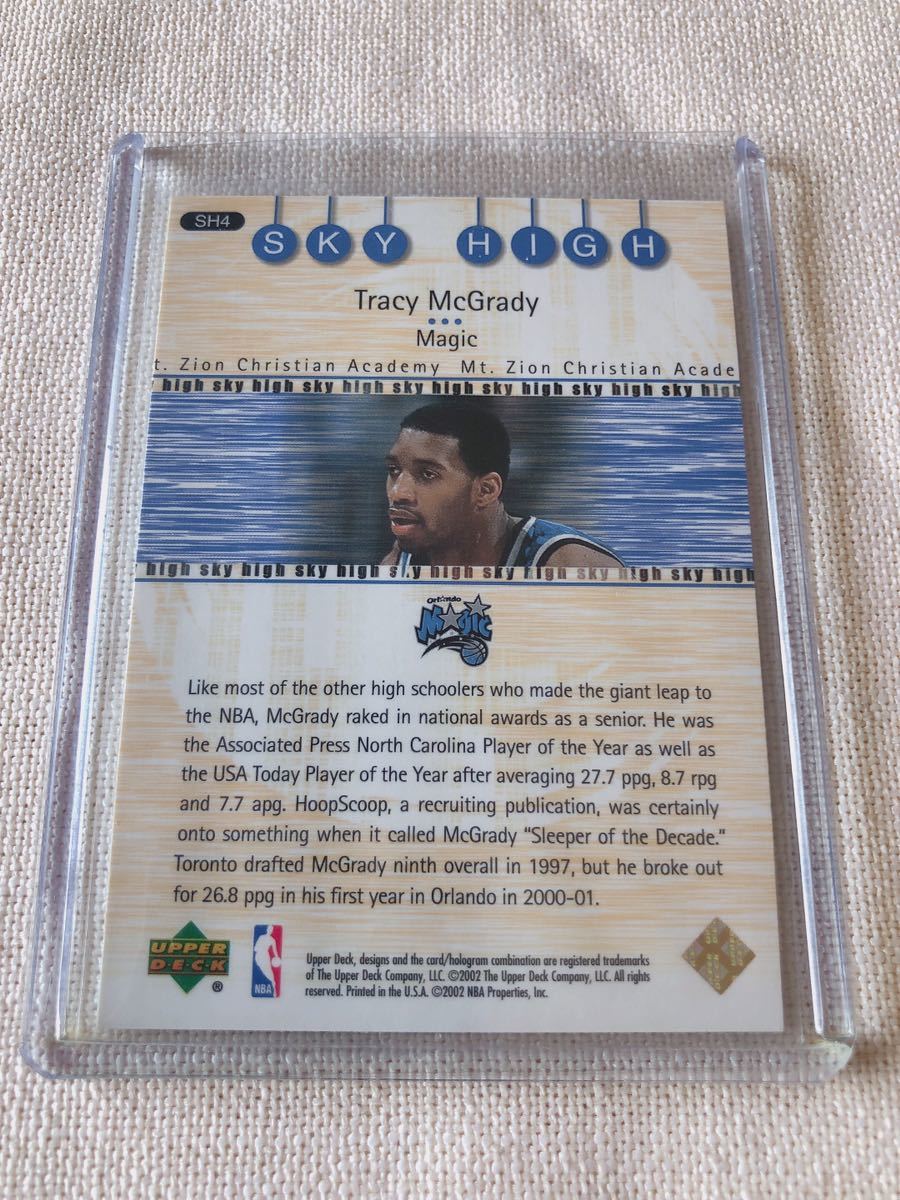 SH4
SKY HIGH
Tracy McGrady
Magic
t. Zion Christian Academy Mt. Zion Christian Acade
high sky high sky high sky high sky high sky high sky high
high sky high sky high sky high sky high sky high sky high
Orlando
Magic
Like most of the other high schoolers who made the giant leap to
the NBA, McGrady raked in national awards as a senior. He was
the Associated Press North Carolina Player of the Year as well as
the USA Today Player of the Year after averaging 27.7 ppg, 8.7 rpg
and 7.7 apg. HoopScoop, a recruiting publication, was certainly
onto something when it called McGrady "Sleeper of the Decade."
Toronto drafted McGrady ninth overall in 1997, but he broke out
for 26.8 ppg in his first year in Orlando in 2000-01.
UPPER
DECK
®
NBA
Upper Deck, designs and the card/hologram combination are registered trademarks
of The Upper Deck Company, LLC. ©2002 The Upper Deck Company, LLC. All rights
reserved. Printed in the U.S.A. ©2002 NBA Properties, Inc.